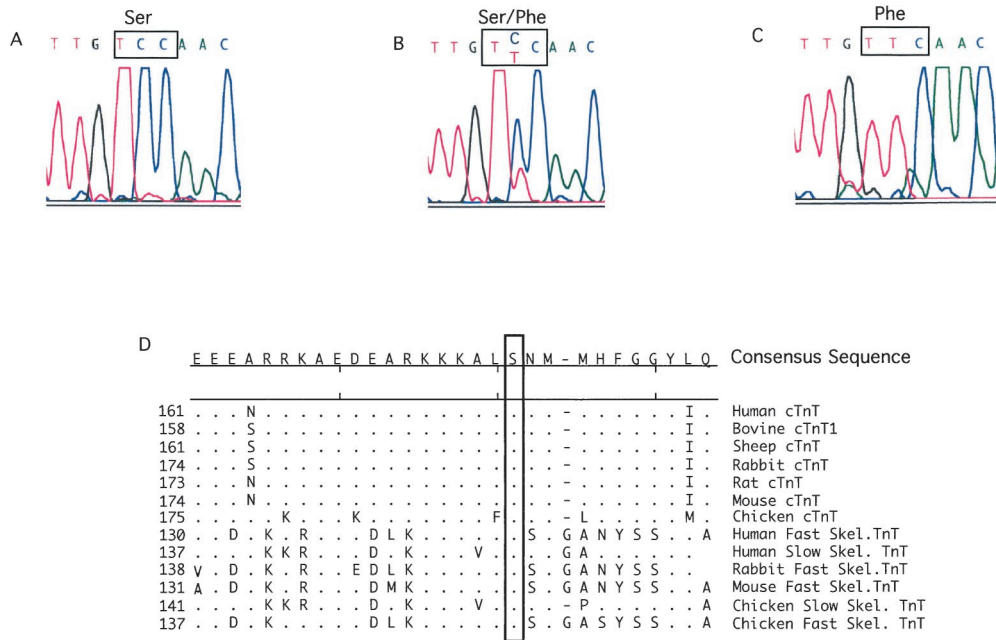 A
Ser
T T G T C C A A C
B
Ser/Phe
T T G T C C A A C
T
C
Phe
T T G T T C A A C
D
E E E A R R K A E D E A R K K K A L S N M - M H F G G Y L Q Consensus Sequence
161 . . . N . . . . . . . . . . . . . . . . . - . . . . . . I . Human cTnT
158 . . . S . . . . . . . . . . . . . . . . . - . . . . . . I . Bovine cTnT1
161 . . . S . . . . . . . . . . . . . . . . . - . . . . . . I . Sheep cTnT
174 . . . S . . . . . . . . . . . . . . . . . - . . . . . . I . Rabbit cTnT
173 . . . N . . . . . . . . . . . . . . . . . - . . . . . . I . Rat cTnT
174 . . . N . . . . . . . . . . . . . . . . . - . . . . . . I . Mouse cTnT
175 . . . . . K . . . K . . . . . . . F . . . - L . . . . . M . Chicken cTnT
130 . . D . K . R . . . D L K . . . . . . S . G A N Y S S . . A Human Fast Skel.TnT
137 . . . . K K R . . . D . K . . . V . . . . G A . . . . . . . Human Slow Skel. TnT
138 V . D . K . R . . E D L K . . . . . . S . G A N Y S S . . . Rabbit Fast Skel.TnT
131 A . D . K . R . . . D M K . . . . . . S . G A N Y S S . . A Mouse Fast Skel.TnT
141 . . . . K K R . . . D . K . . . V . . . . - P . . . . . . A Chicken Slow Skel. TnT
137 . . D . K . R . . . D L K . . . . . . S . G A S Y S S . . A Chicken Fast Skel. TnT